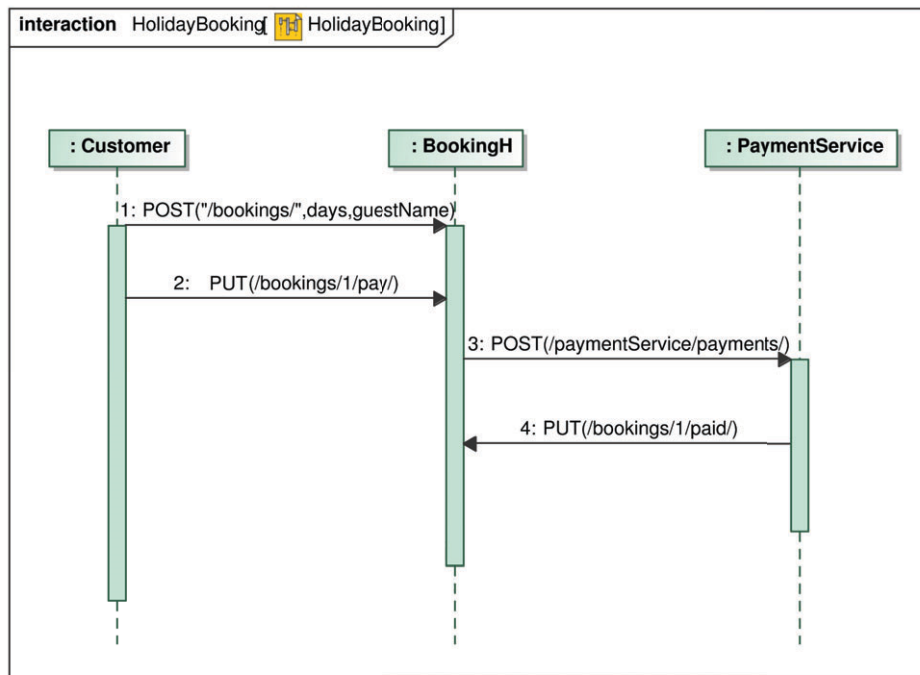 interaction HolidayBooking[ HolidayBooking]
: Customer
: BookingH
: PaymentService
1: POST("/bookings/",days,guestName)
2: PUT(/bookings/1/pay/)
3: POST(/paymentService/payments/)
4: PUT(/bookings/1/paid/)